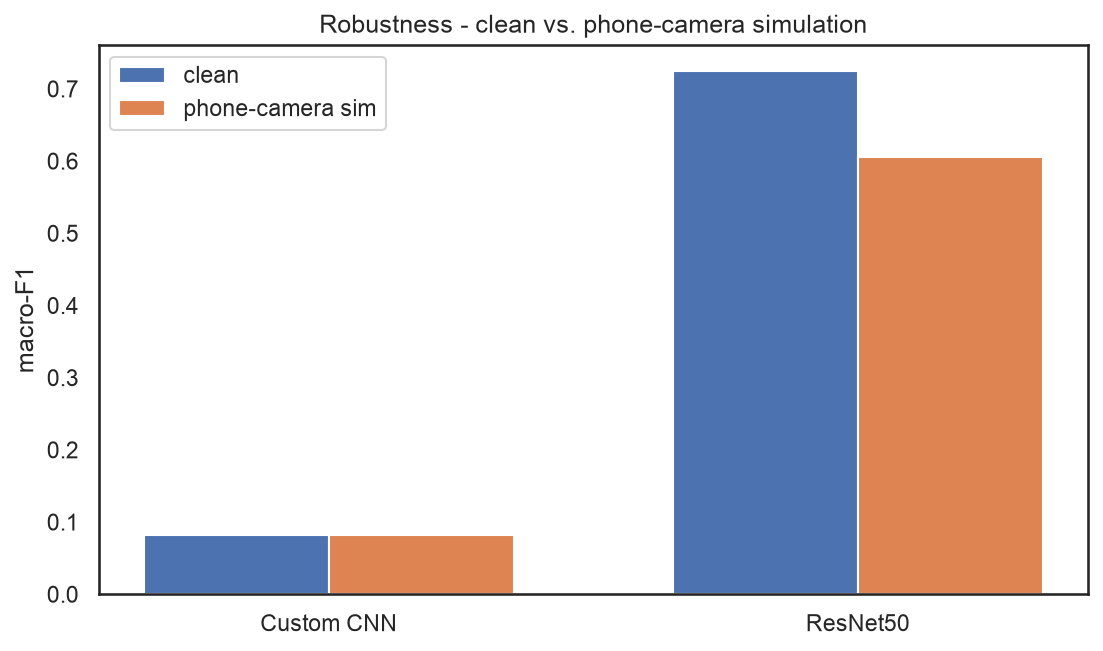 Robustness - clean vs. phone-camera simulation
clean
phone-camera sim
macro-F1
0.7
0.6
0.5
0.4
0.3
0.2
0.1
0.0
Custom CNN
ResNet50